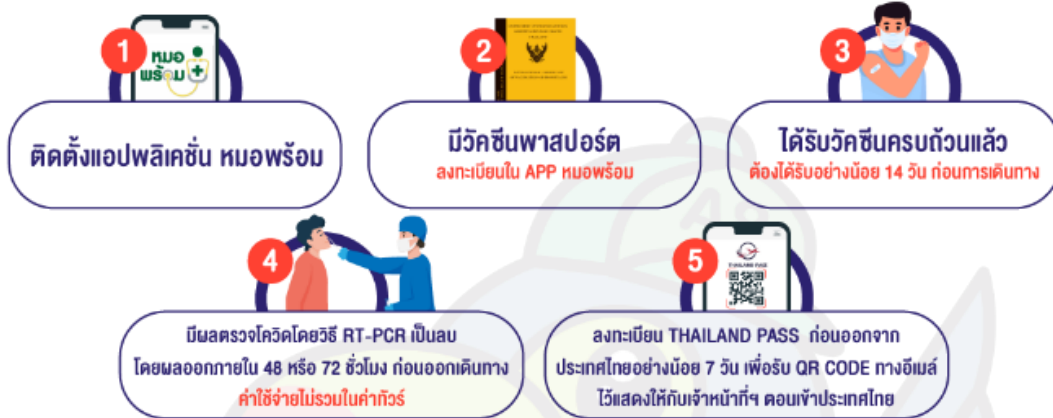 1
หมอ
พร้อม
ติดตั้งแอปพลิเคชั่น หมอพร้อม
2
THAILAND
มีวัคซีนพาสปอร์ต
ลงทะเบียนใน APP หมอพร้อม
3
ได้รับวัคซีนครบถ้วนแล้ว
ต้องได้รับอย่างน้อย 14 วัน ก่อนการเดินทาง
4
มีผลตรวจโควิดโดยวิธี RT-PCR เป็นลบ
โดยผลออกภายใน 48 หรือ 72 ชั่วโมง ก่อนออกเดินทาง
ค่าใช้จ่ายไม่รวมในค่าทัวร์
5
THAILAND PASS
ลงทะเบียน THAILAND PASS ก่อนออกจาก
ประเทศไทยอย่างน้อย 7 วัน เพื่อรับ QR CODE ทางอีเมล์
ไว้แสดงให้กับเจ้าหน้าที่ฯ ตอนเข้าประเทศไทย